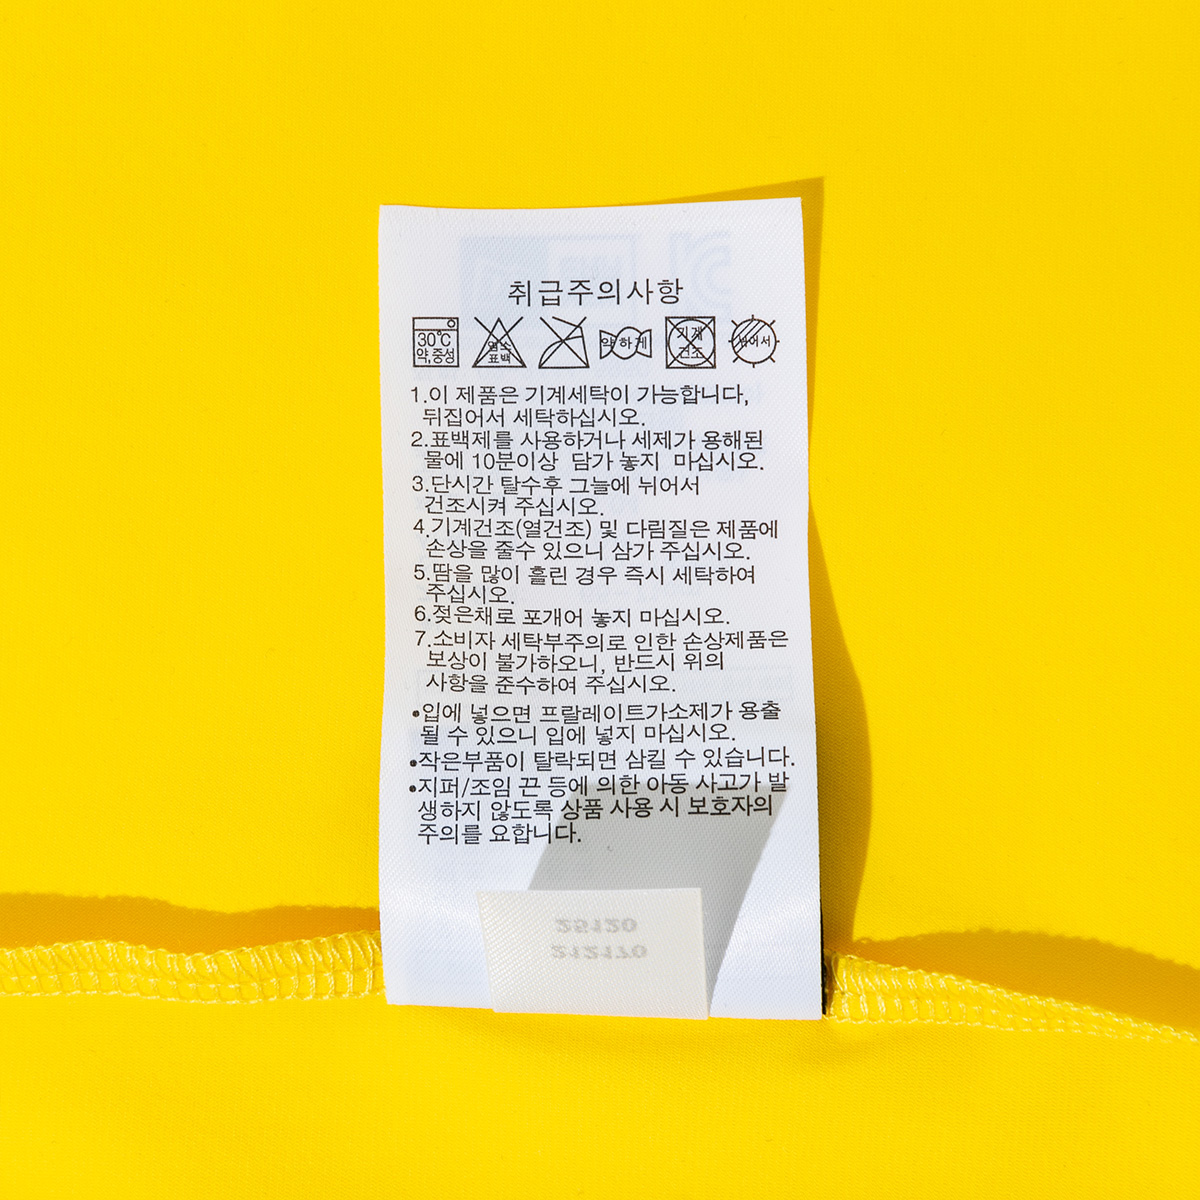 취급주의사항
30℃
약,중성
염소
표백
약하게
기계
건조
뉘어서
1.이 제품은 기계세탁이 가능합니다,
뒤집어서 세탁하십시오.
2.표백제를 사용하거나 세제가 용해된
물에 10분이상 담가 놓지 마십시오.
3.단시간 탈수후 그늘에 뉘어서
건조시켜 주십시오.
4.기계건조(열건조) 및 다림질은 제품에
손상을 줄수 있으니 삼가 주십시오.
5.땀을 많이 흘린 경우 즉시 세탁하여
주십시오.
6.젖은채로 포개어 놓지 마십시오.
7.소비자 세탁부주의로 인한 손상제품은
보상이 불가하오니, 반드시 위의
사항을 준수하여 주십시오.
•입에 넣으면 프탈레이트가소제가 용출
될 수 있으니 입에 넣지 마십시오.
•작은부품이 탈락되면 삼킬 수 있습니다.
•지퍼/조임 끈 등에 의한 아동 사고가 발
생하지 않도록 상품 사용 시 보호자의
주의를 요합니다.
25120
212170